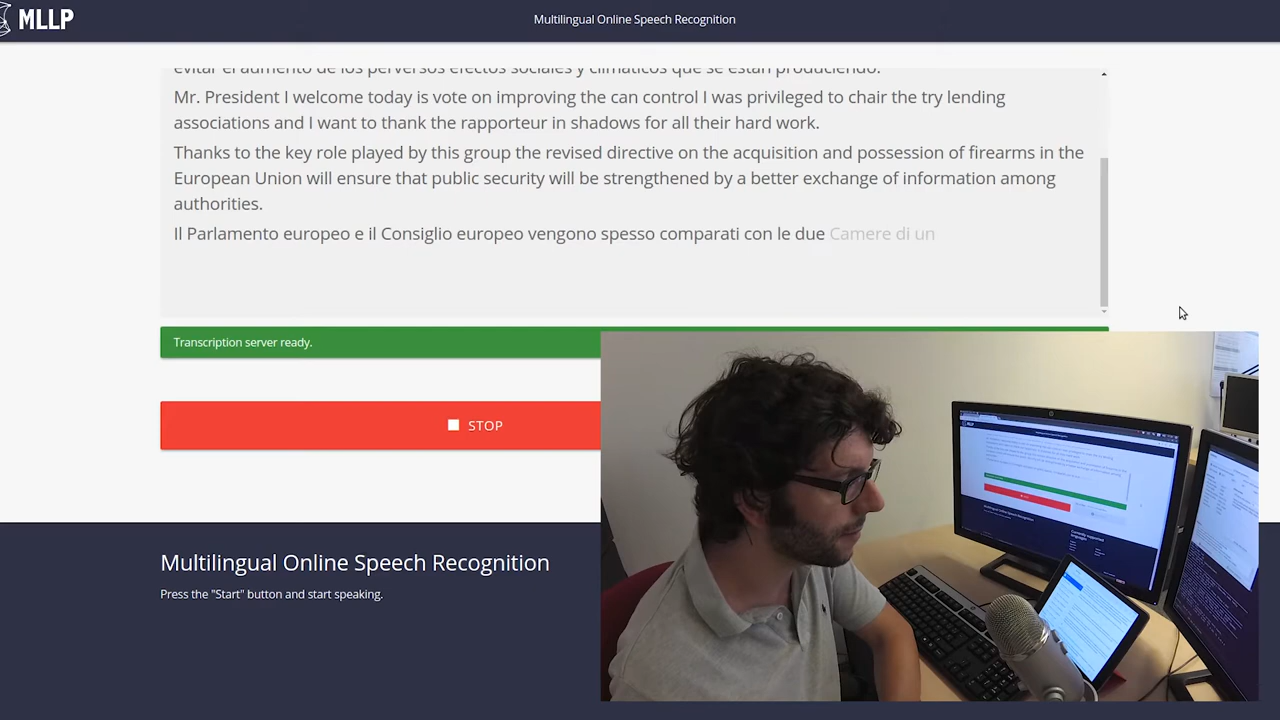 MLLP
Multilingual Online Speech Recognition
evitar el aumento de los perversos efectos sociales y climáticos que se están produciendo.
Mr. President I welcome today is vote on improving the can control I was privileged to chair the try lending
associations and I want to thank the rapporteur in shadows for all their hard work.
Thanks to the key role played by this group the revised directive on the acquisition and possession of firearms in the
European Union will ensure that public security will be strengthened by a better exchange of information among
authorities.
Il Parlamento europeo e il Consiglio europeo vengono spesso comparati con le due Camere di un
Transcription server ready.
STOP
Multilingual Online Speech Recognition
Press the "Start" button and start speaking.
MLLP